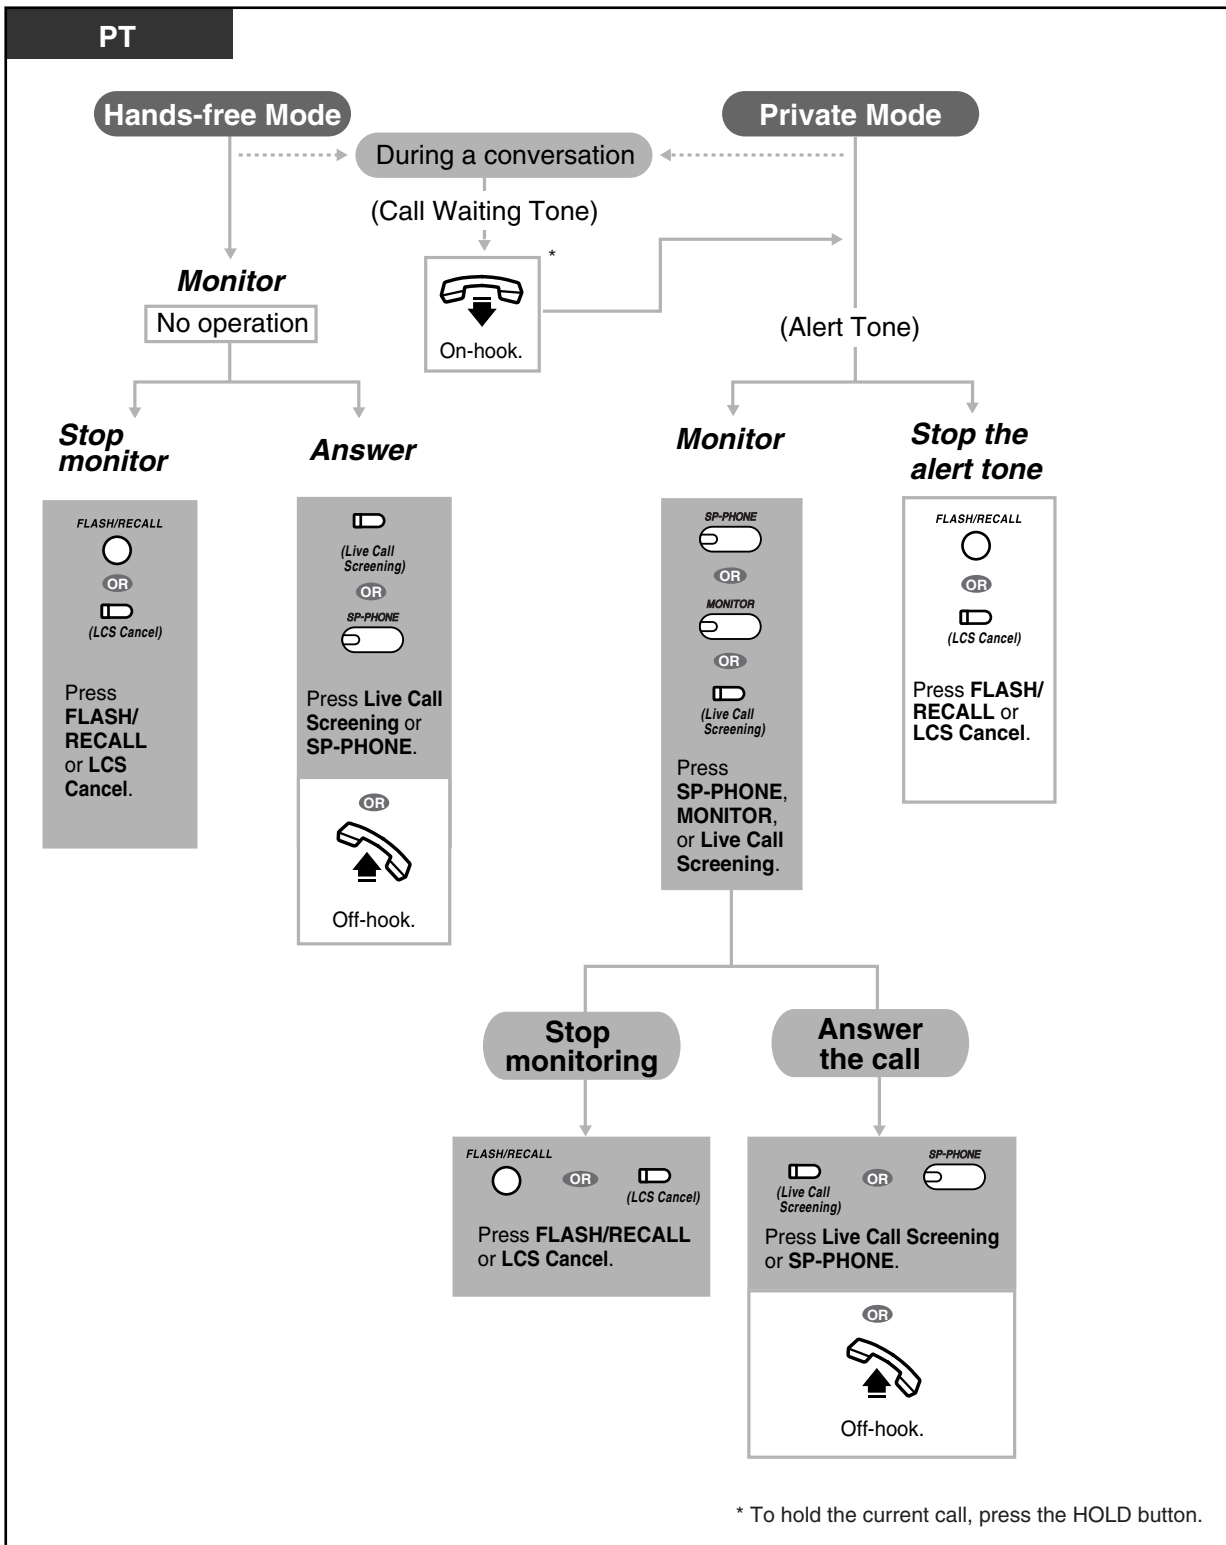 PT
Hands-free Mode
Private Mode
During a conversation
(Call Waiting Tone)
*
On-hook.
Monitor
No operation
(Alert Tone)
Stop
monitor
Answer
Monitor
Stop the
alert tone
FLASH/RECALL
OR
(LCS Cancel)
Press
FLASH/
RECALL
or LCS
Cancel.
(Live Call
Screening)
OR
SP-PHONE
Press Live Call
Screening or
SP-PHONE.
OR
Off-hook.
SP-PHONE
OR
MONITOR
OR
(Live Call
Screening)
Press
SP-PHONE,
MONITOR,
or Live Call
Screening.
FLASH/RECALL
OR
(LCS Cancel)
Press FLASH/
RECALL or
LCS Cancel.
Stop
monitoring
Answer
the call
FLASH/RECALL
OR
(LCS Cancel)
Press FLASH/RECALL
or LCS Cancel.
(Live Call
Screening)
OR
SP-PHONE
Press Live Call Screening
or SP-PHONE.
OR
Off-hook.
* To hold the current call, press the HOLD button.